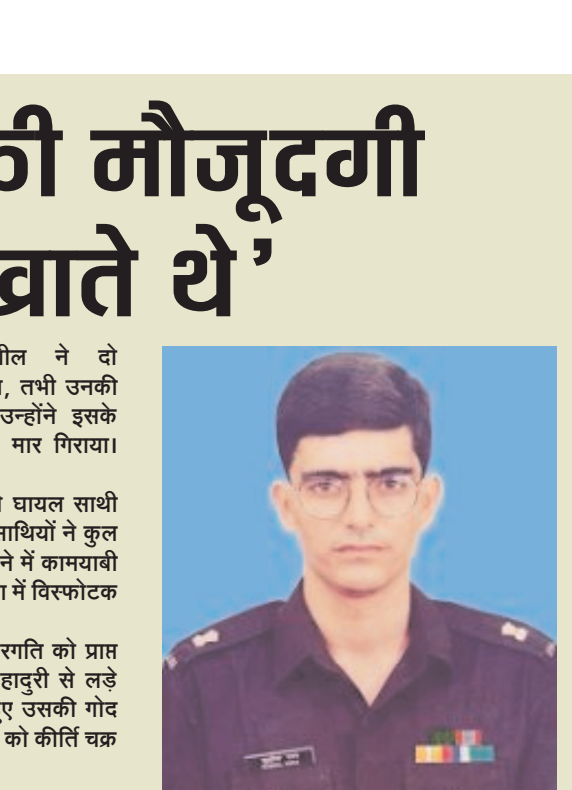 की मौजूदगी
खाते थे’
ील ने दो
, तभी उनकी
उन्होंने इसके
मार गिराया।
घायल साथी
साथियों ने कुल
ने में कामयाबी
में विस्फोटक
रगति को प्राप्त
हादुरी से लड़े
ए उसकी गोद
को कीर्ति चक्र